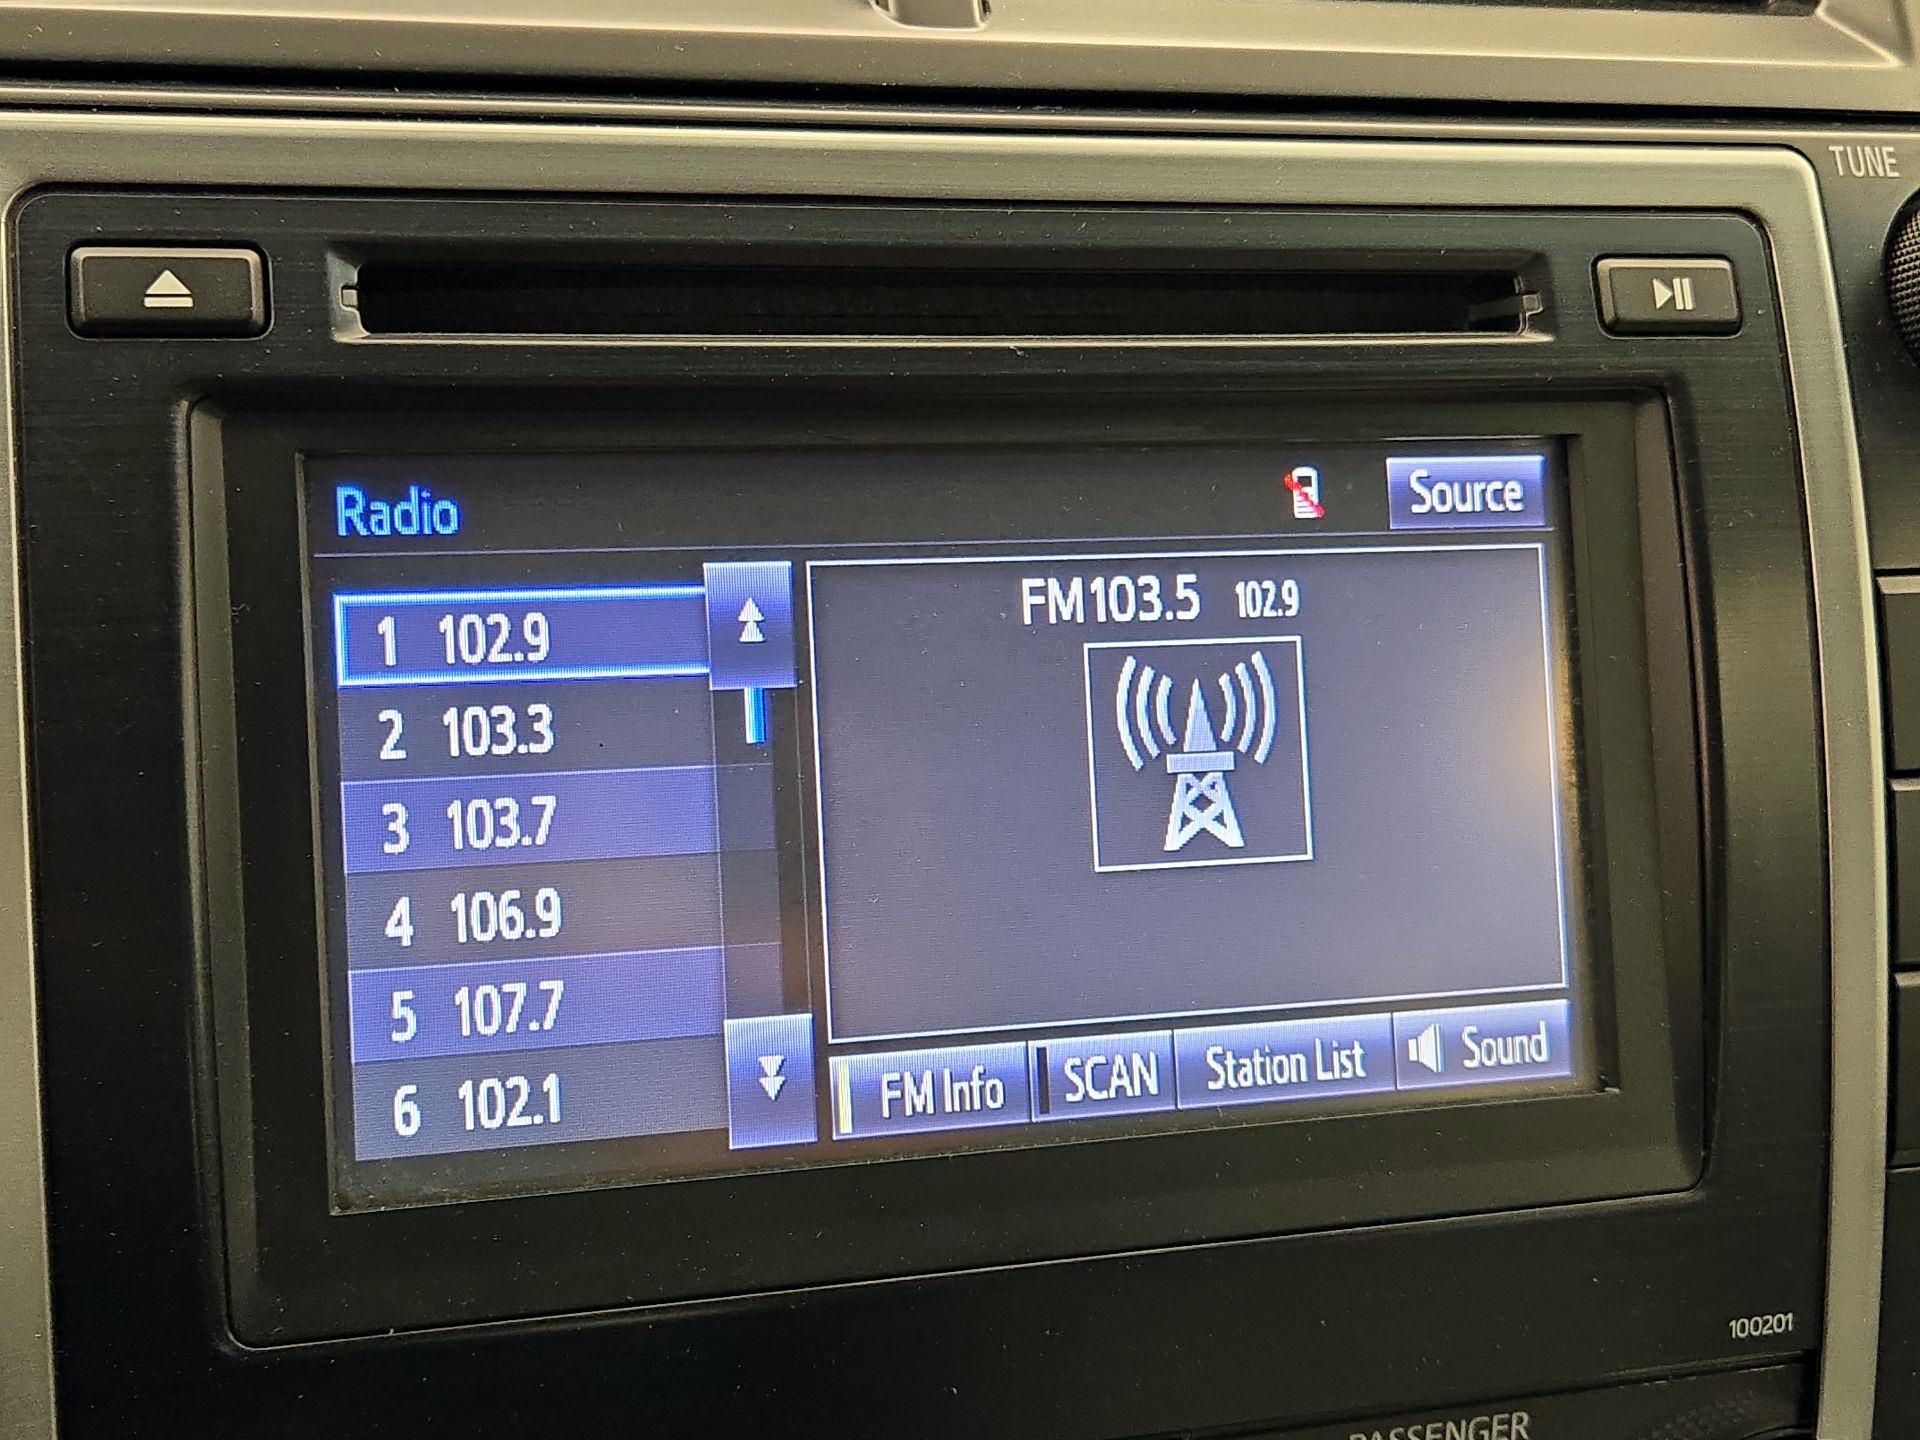 TUNE
Radio
Source
1 102.9
2 103.3
3 103.7
4 106.9
5 107.7
6 102.1
FM103.5 102.9
FM Info
SCAN
Station List
Sound
100201
PASSENGER